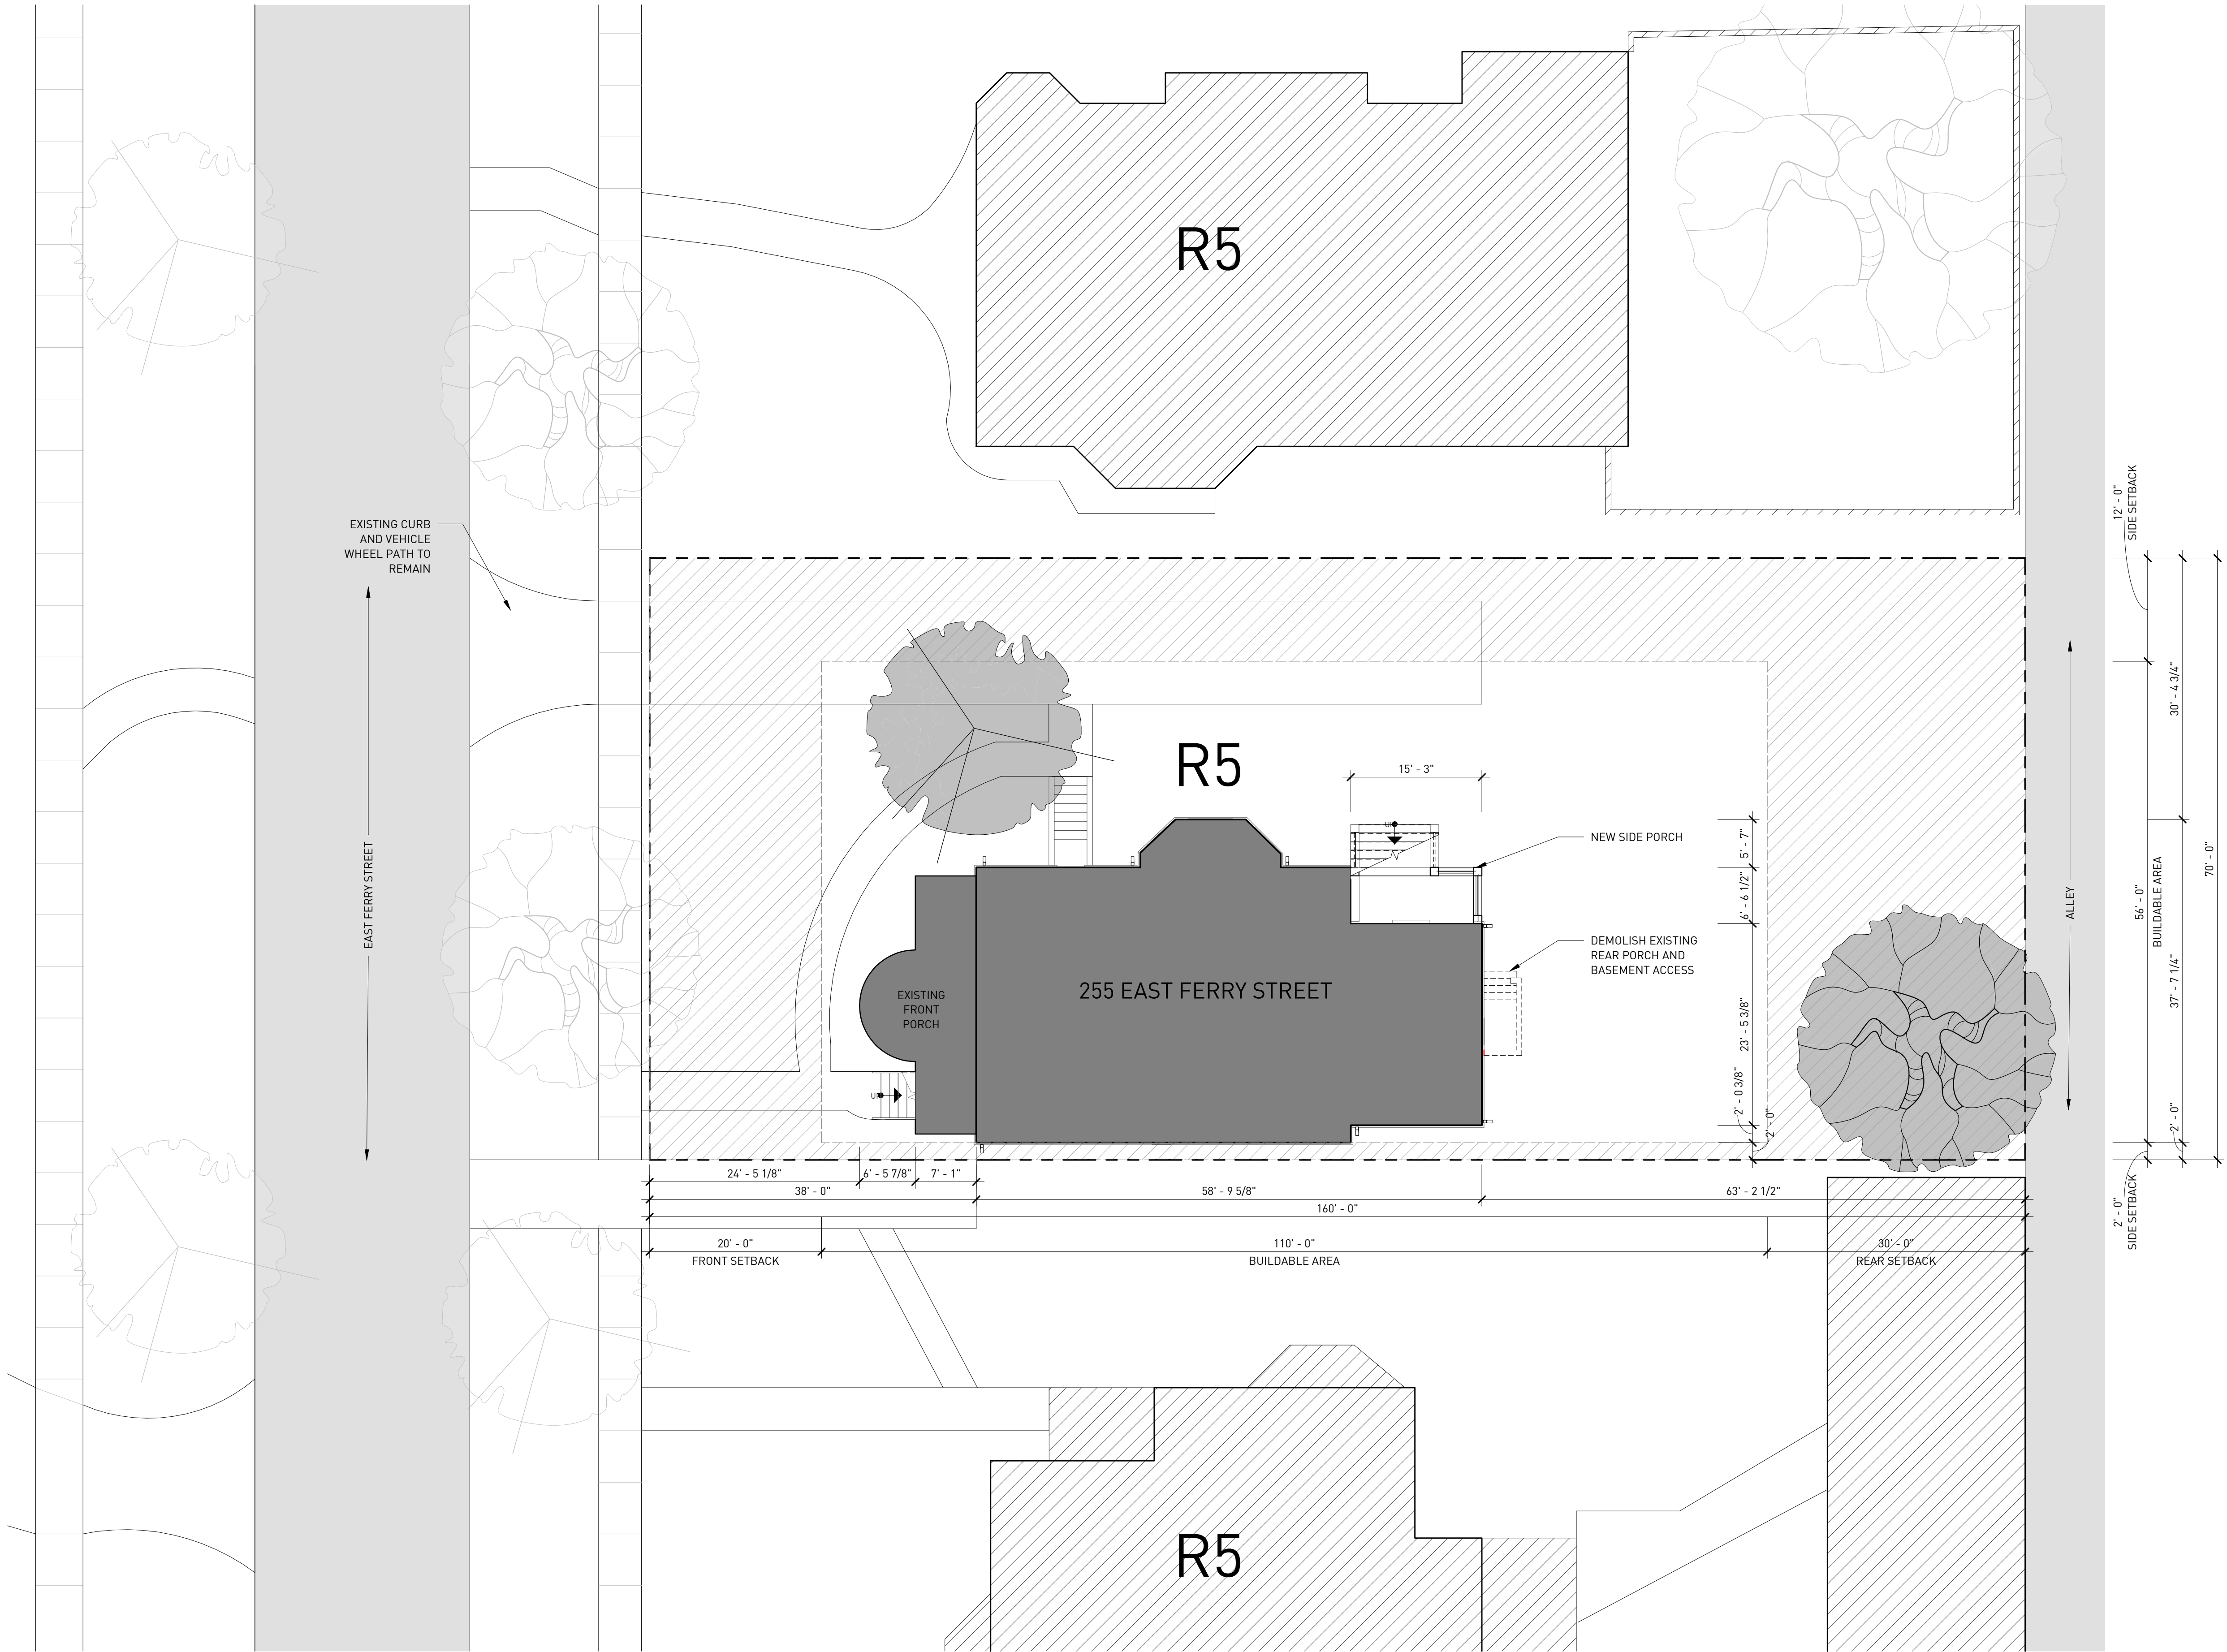 R5
EXISTING CURB
AND VEHICLE
WHEEL PATH TO
REMAIN
EAST FERRY STREET
R5
15' - 3"
UP
NEW SIDE PORCH
DEMOLISH EXISTING
REAR PORCH AND
BASEMENT ACCESS
255 EAST FERRY STREET
EXISTING
FRONT
PORCH
5' - 7"
6' - 6 1/2"
23' - 5 3/8"
2' - 0 3/8"
2' - 0"
ALLEY
12' - 0"
SIDE SETBACK
56' - 0"
BUILDABLE AREA
2' - 0"
SIDE SETBACK
30' - 4 3/4"
37' - 7 1/4"
2' - 0"
70' - 0"
24' - 5 1/8"
6' - 5 7/8"
7' - 1"
38' - 0"
58' - 9 5/8"
63' - 2 1/2"
160' - 0"
20' - 0"
FRONT SETBACK
110' - 0"
BUILDABLE AREA
30' - 0"
REAR SETBACK
R5